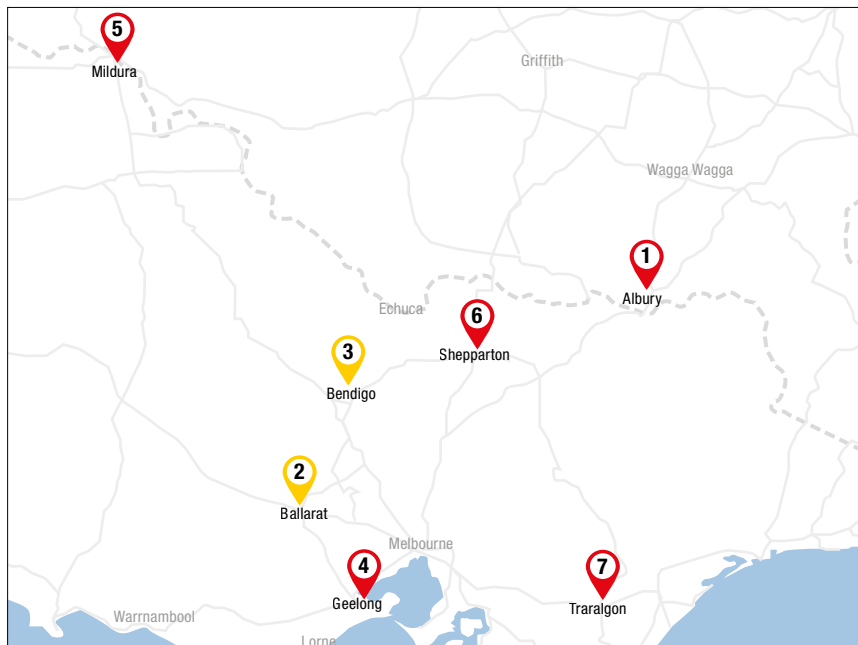 5
Mildura
Griffith
Wagga Wagga
1
Albury
Echuca
6
Shepparton
3
Bendigo
2
Ballarat
Melbourne
4
Geelong
7
Traralgon
Warrnambool
Lorne